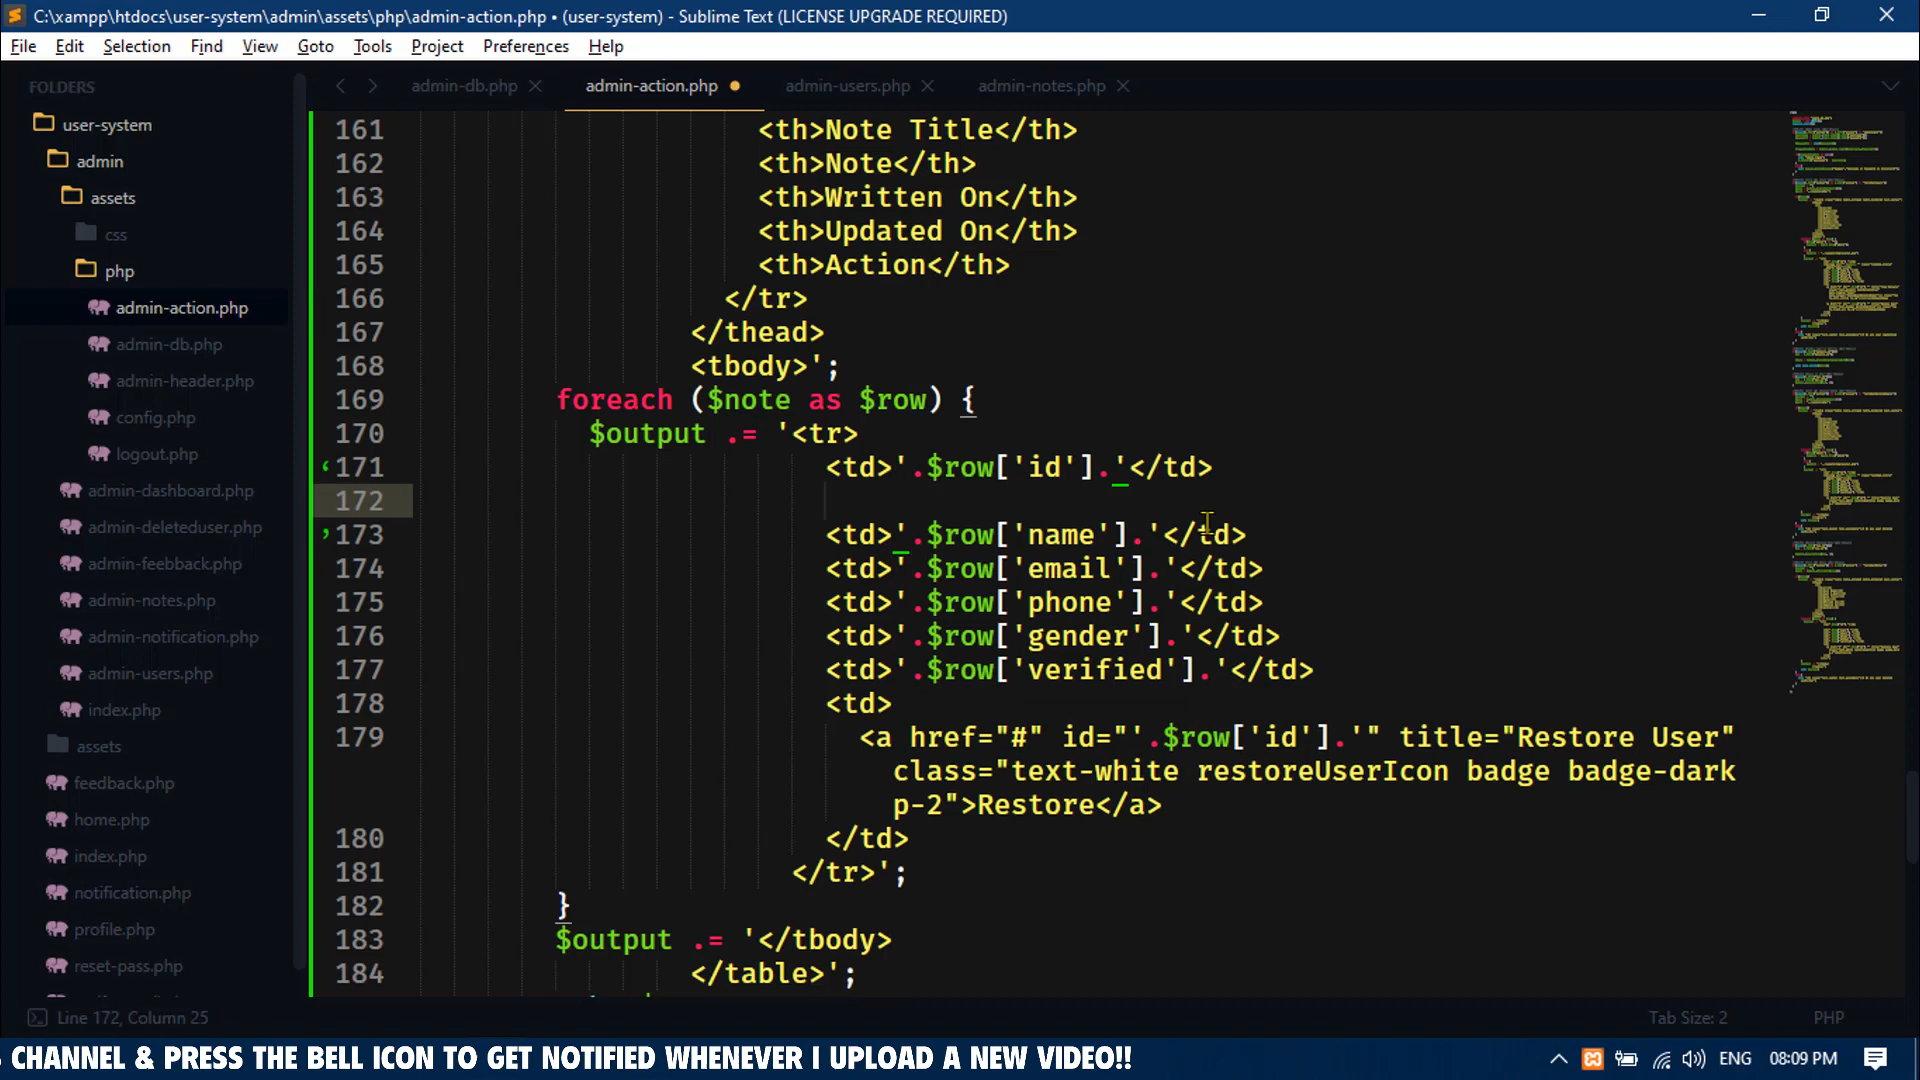 C:\xampp\htdocs\user-system\admin\assets\php\admin-action.php • (user-system) - Sublime Text (LICENSE UPGRADE REQUIRED)
File Edit Selection Find View Goto Tools Project Preferences Help
FOLDERS
user-system
admin
assets
css
php
admin-action.php
admin-db.php
admin-header.php
config.php
logout.php
admin-dashboard.php
admin-deleteduser.php
admin-feebback.php
admin-notes.php
admin-notification.php
admin-users.php
index.php
assets
feedback.php
home.php
index.php
notification.php
profile.php
reset-pass.php
admin-db.php admin-action.php admin-users.php admin-notes.php
161 <th>Note Title</th>
162 <th>Note</th>
163 <th>Written On</th>
164 <th>Updated On</th>
165 <th>Action</th>
166 </tr>
167 </thead>
168 <tbody>';
169 foreach ($note as $row) {
170 $output .= '<tr>
171 <td>'.$row['id'].'</td>
172
173 <td>'.$row['name'].'</td>
174 <td>'.$row['email'].'</td>
175 <td>'.$row['phone'].'</td>
176 <td>'.$row['gender'].'</td>
177 <td>'.$row['verified'].'</td>
178 <td>
179 <a href="#" id="'.$row['id'].'" title="Restore User"
class="text-white restoreUserIcon badge badge-dark
p-2">Restore</a>
180 </td>
181 </tr>';
182 }
183 $output .= '</tbody>
184 </table>';
Line 172, Column 25
Tab Size: 2 PHP
CHANNEL & PRESS THE BELL ICON TO GET NOTIFIED WHENEVER I UPLOAD A NEW VIDEO!!
ENG 08:09 PM